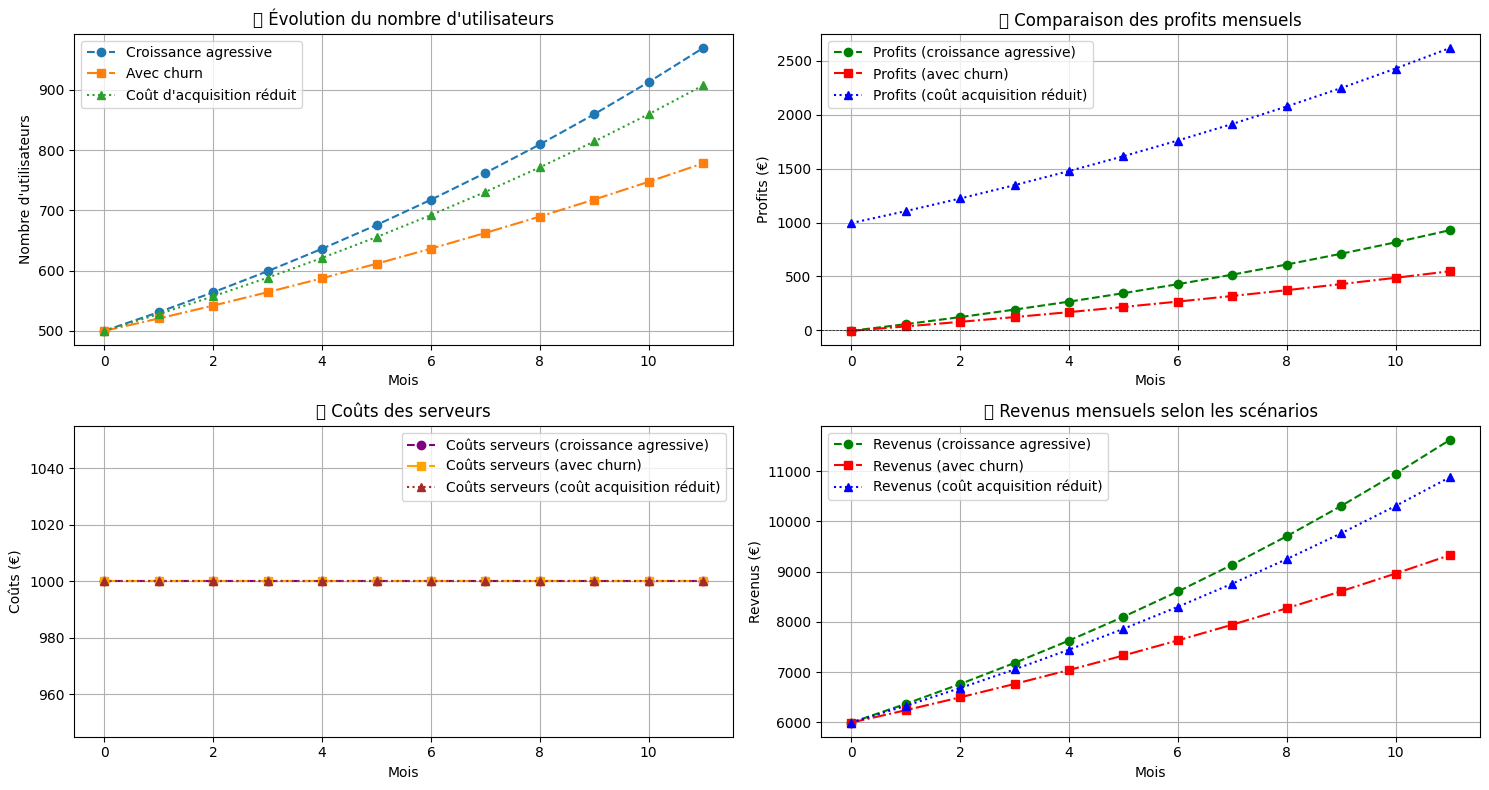 Évolution du nombre d'utilisateurs
Croissance agressive
Avec churn
Coût d'acquisition réduit
Nombre d'utilisateurs
900
800
700
600
500
0 2 4 6 8 10
Mois
Comparaison des profits mensuels
Profits (croissance agressive)
Profits (avec churn)
Profits (coût acquisition réduit)
Profits (€)
2500
2000
1500
1000
500
0
0 2 4 6 8 10
Mois
Coûts des serveurs
Coûts serveurs (croissance agressive)
Coûts serveurs (avec churn)
Coûts serveurs (coût acquisition réduit)
Coûts (€)
1040
1020
1000
980
960
0 2 4 6 8 10
Mois
Revenus mensuels selon les scénarios
Revenus (croissance agressive)
Revenus (avec churn)
Revenus (coût acquisition réduit)
Revenus (€)
11000
10000
9000
8000
7000
6000
0 2 4 6 8 10
Mois